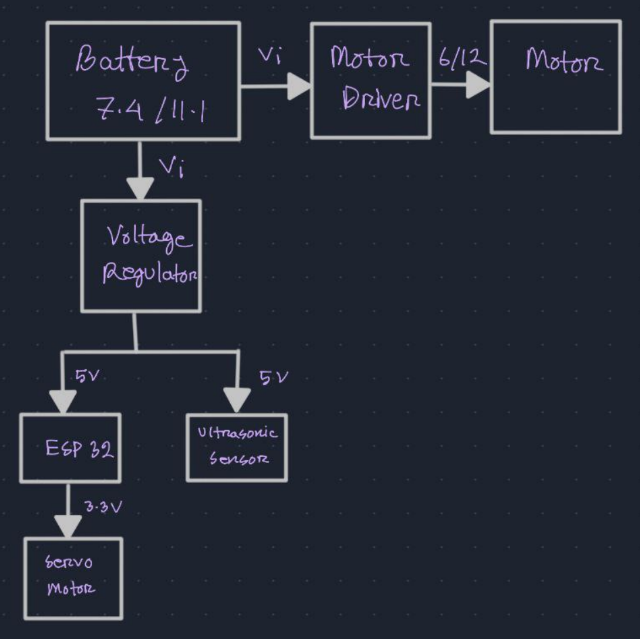 Battery
7.4 /11.1
Vi
Motor
Driver
6/12
Motor
Vi
Voltage
Regulator
5V
5V
ESP 32
Ultrasonic
Sensor
3.3V
Servo
Motor